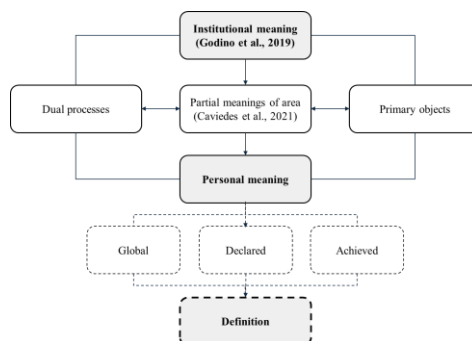 Institutional meaning
(Godino et al., 2019)
Dual processes
Partial meanings of area
(Caviedes et al., 2021)
Primary objects
Personal meaning
Global
Declared
Achieved
Definition